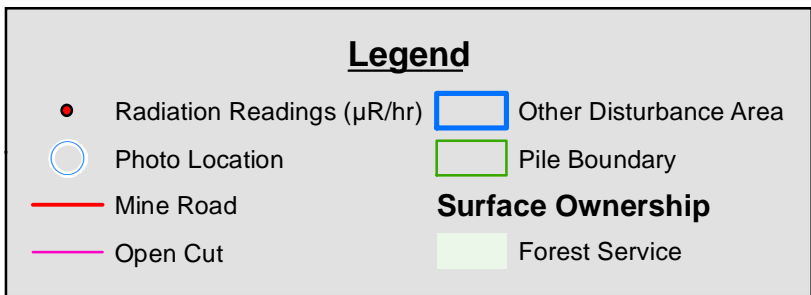 Legend
Radiation Readings (µR/hr)
Photo Location
Mine Road
Open Cut
Other Disturbance Area
Pile Boundary
Surface Ownership
Forest Service